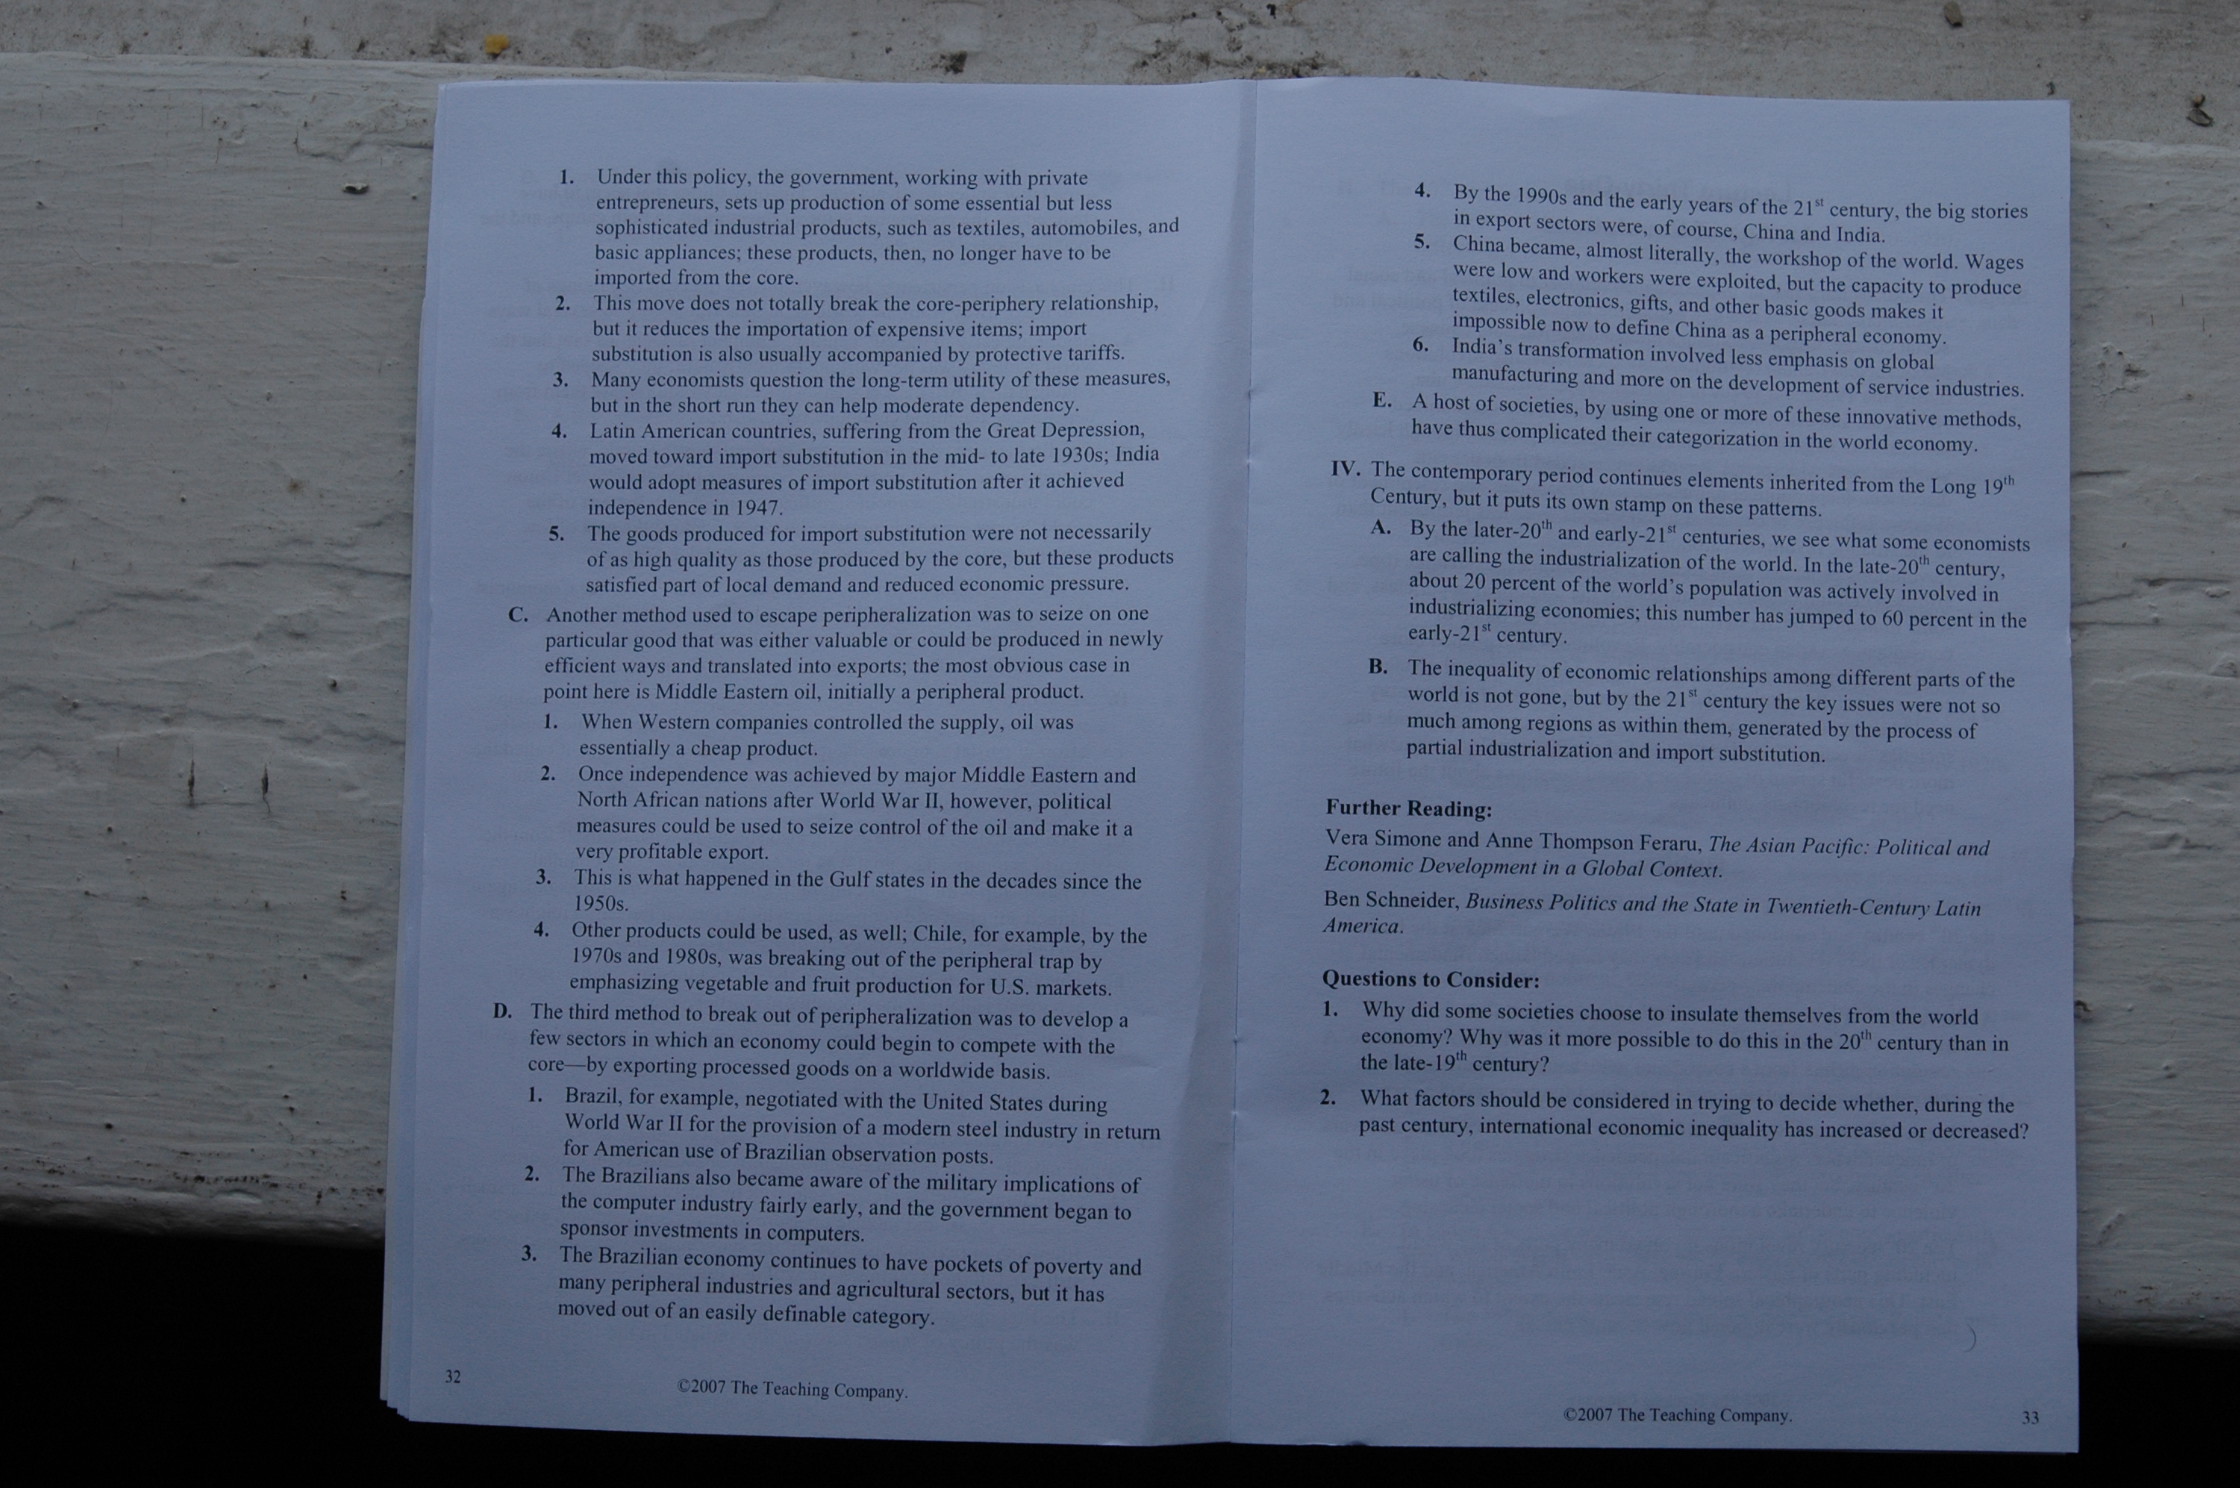 1. Under this policy, the government, working with private
entrepreneurs, sets up production of some essential but less
sophisticated industrial products, such as textiles, automobiles, and
basic appliances; these products, then, no longer have to be
imported from the core.
2. This move does not totally break the core-periphery relationship,
but it reduces the importation of expensive items; import
substitution is also usually accompanied by protective tariffs.
3. Many economists question the long-term utility of these measures,
but in the short run they can help moderate dependency.
4. Latin American countries, suffering from the Great Depression,
moved toward import substitution in the mid- to late 1930s; India
would adopt measures of import substitution after it achieved
independence in 1947.
5. The goods produced for import substitution were not necessarily
of as high quality as those produced by the core, but these products
satisfied part of local demand and reduced economic pressure.
C. Another method used to escape peripheralization was to seize on one
particular good that was either valuable or could be produced in newly
efficient ways and translated into exports; the most obvious case in
point here is Middle Eastern oil, initially a peripheral product.
1. When Western companies controlled the supply, oil was
essentially a cheap product.
2. Once independence was achieved by major Middle Eastern and
North African nations after World War II, however, political
measures could be used to seize control of the oil and make it a
very profitable export.
3. This is what happened in the Gulf states in the decades since the
1950s.
4. Other products could be used, as well; Chile, for example, by the
1970s and 1980s, was breaking out of the peripheral trap by
emphasizing vegetable and fruit production for U.S. markets.
D. The third method to break out of peripheralization was to develop a
few sectors in which an economy could begin to compete with the
core—by exporting processed goods on a worldwide basis.
1. Brazil, for example, negotiated with the United States during
World War II for the provision of a modern steel industry in return
for American use of Brazilian observation posts.
2. The Brazilians also became aware of the military implications of
the computer industry fairly early, and the government began to
sponsor investments in computers.
3. The Brazilian economy continues to have pockets of poverty and
many peripheral industries and agricultural sectors, but it has
moved out of an easily definable category.
32
©2007 The Teaching Company.
4. By the 1990s and the early years of the 21st century, the big stories
in export sectors were, of course, China and India.
5. China became, almost literally, the workshop of the world. Wages
were low and workers were exploited, but the capacity to produce
textiles, electronics, gifts, and other basic goods makes it
impossible now to define China as a peripheral economy.
6. India's transformation involved less emphasis on global
manufacturing and more on the development of service industries.
E. A host of societies, by using one or more of these innovative methods,
have thus complicated their categorization in the world economy.
IV. The contemporary period continues elements inherited from the Long 19th
Century, but it puts its own stamp on these patterns.
A. By the later-20th and early-21st centuries, we see what some economists
are calling the industrialization of the world. In the late-20th century,
about 20 percent of the world's population was actively involved in
industrializing economies; this number has jumped to 60 percent in the
early-21st century.
B. The inequality of economic relationships among different parts of the
world is not gone, but by the 21st century the key issues were not so
much among regions as within them, generated by the process of
partial industrialization and import substitution.
Further Reading:
Vera Simone and Anne Thompson Feraru, The Asian Pacific: Political and
Economic Development in a Global Context.
Ben Schneider, Business Politics and the State in Twentieth-Century Latin
America.
Questions to Consider:
1. Why did some societies choose to insulate themselves from the world
economy? Why was it more possible to do this in the 20th century than in
the late-19th century?
2. What factors should be considered in trying to decide whether, during the
past century, international economic inequality has increased or decreased?
©2007 The Teaching Company.
33